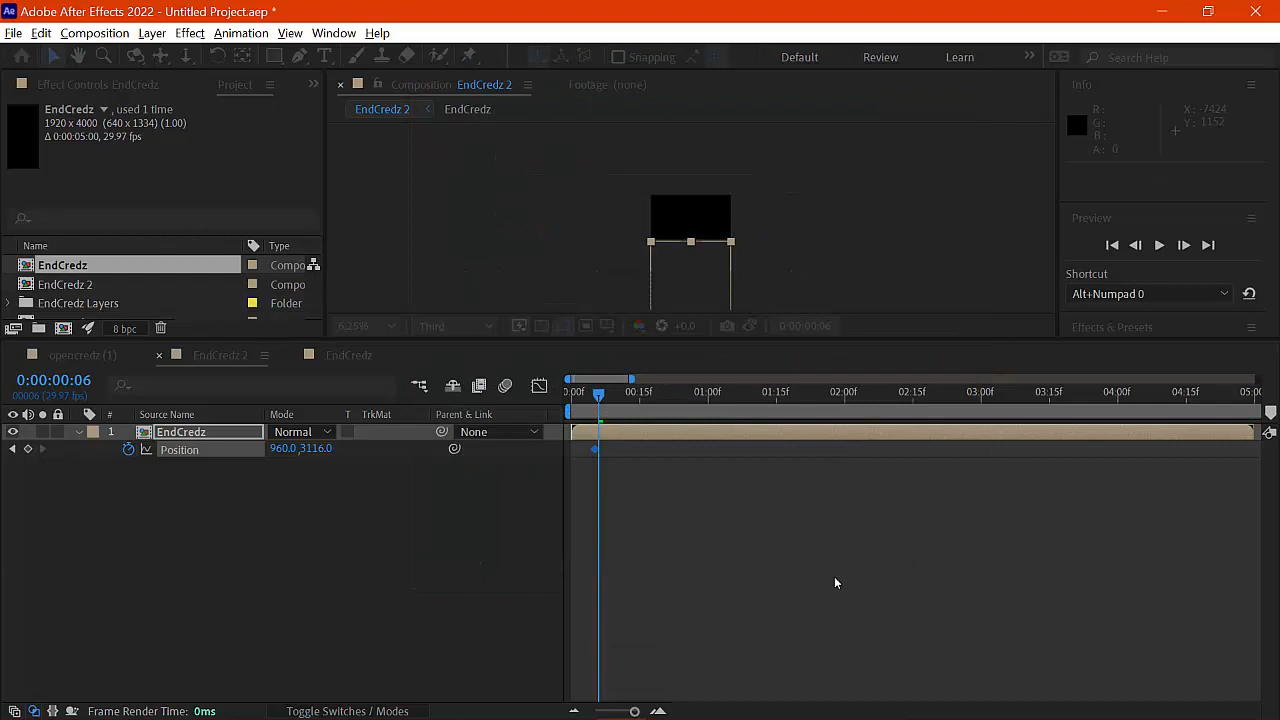 Adobe After Effects 2022 - Untitled Project.aep *
File Edit Composition Layer Effect Animation View Window Help
Snapping Default Review Learn Search Help
Effect Controls EndCredz Project Composition EndCredz 2 Footage (none) Info
EndCredz , used 1 time
1920 x 4000 (640 x 1334) (1.00)
Δ 0:00:05:00, 29.97 fps
EndCredz 2 EndCredz
R: X: -7424
G: Y: 1152
B:
A: 0
Preview
Name Type
EndCredz Compo
EndCredz 2 Compo
EndCredz Layers Folder
8 bpc
Shortcut
Alt+Numpad 0
6.25% Third +0.0 0:00:00:06
Effects & Presets
opencredz (1) EndCredz 2 EndCredz
0:00:00:06
00006 (29.97 fps)
0:00f 00:15f 01:00f 01:15f 02:00f 02:15f 03:00f 03:15f 04:00f 04:15f 05:00
# Source Name Mode T TrkMat Parent & Link
1 EndCredz Normal None
Position 960.0,3116.0
Frame Render Time: 0ms Toggle Switches / Modes